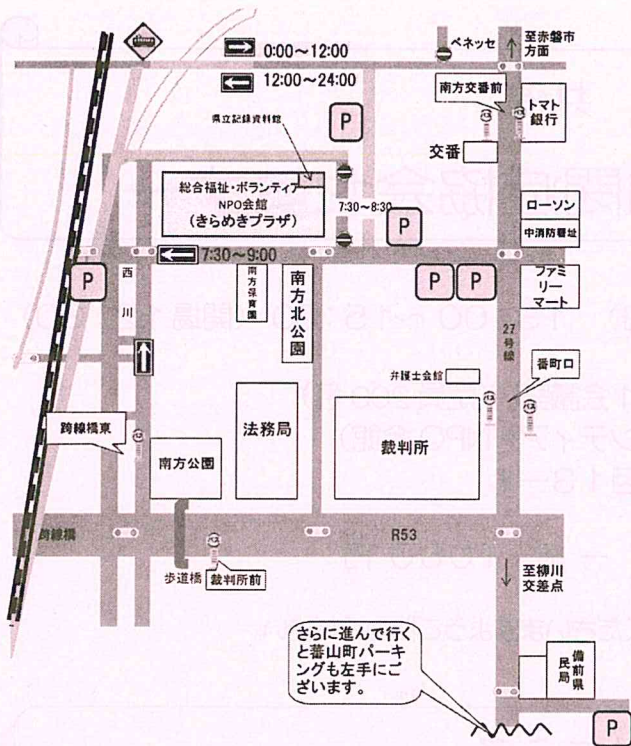 0:00～12:00
12:00～24:00
ベネッセ
至赤磐市
方面
南方交番前
トマト
銀行
交番
県立記録資料館
P
総合福祉・ボランティア
NPO会館
(きらめきプラザ)
7:30～8:30
P
ローソン
中消防署址
7:30～9:00
P
西川
南方保育園
南方北公園
P
P
ファミ
リー
マート
27号線
番町口
弁護士会館
跨線橋東
南方公園
法務局
裁判所
跨線橋
R53
歩道橋
裁判所前
至柳川
交差点
さらに進んで行く
と蕃山町パーキ
ングも左手にご
ざいます。
備前県
民局
P